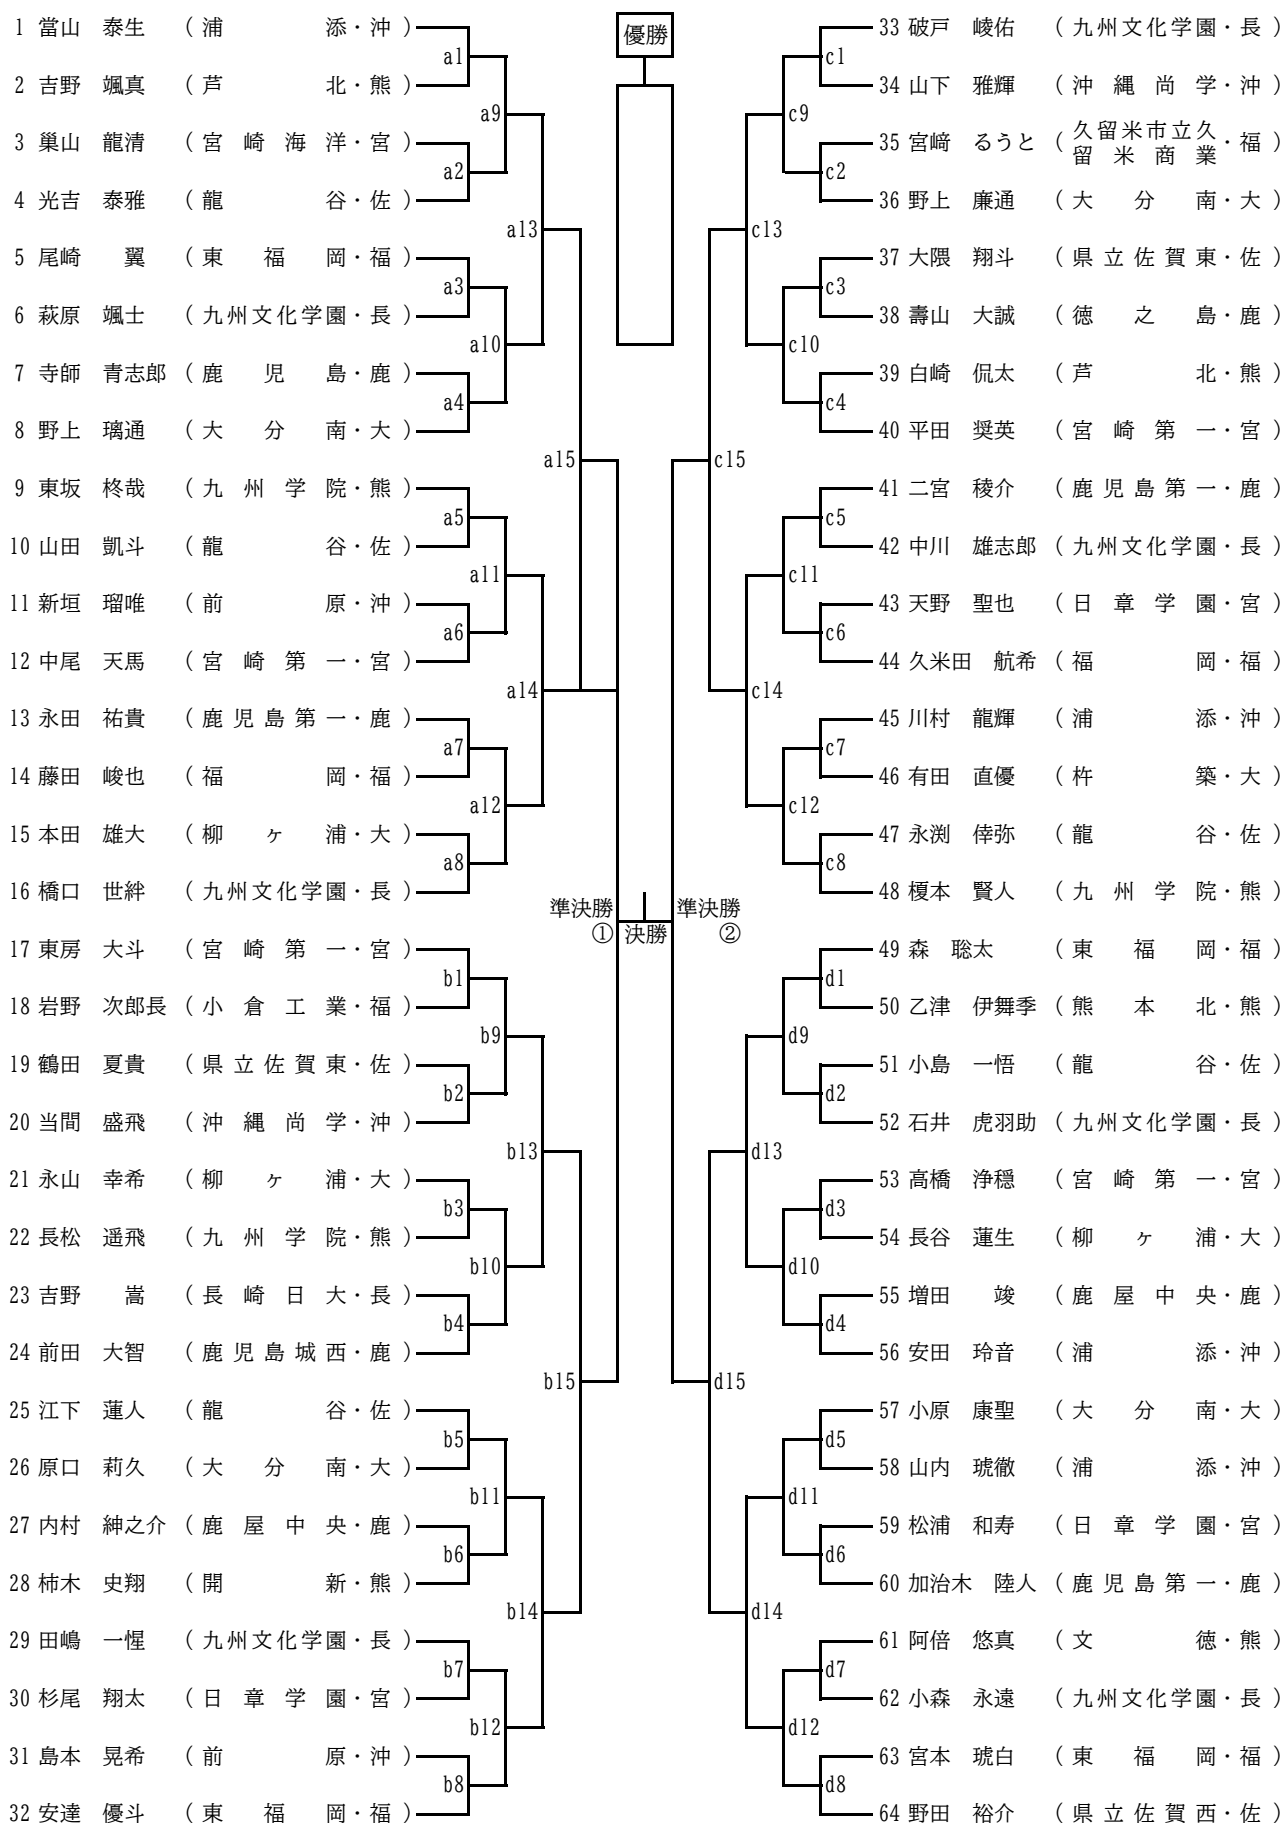 優勝
1 當山 泰生 （浦添・沖）
a1
2 吉野 颯真 （芦北・熊）
a9
3 巢山 龍清 （宮崎海洋・宮）
a2
4 光吉 泰雅 （龍谷・佐）
a13
5 尾崎 翼 （東福岡・福）
a3
6 萩原 颯士 （九州文化学園・長）
a10
7 寺師 青志郎 （鹿児島・鹿）
a4
8 野上 璃通 （大分南・大）
a15
9 東坂 柊哉 （九州学院・熊）
a5
10 山田 凱斗 （龍谷・佐）
a11
11 新垣 瑠唯 （前原・沖）
a6
12 中尾 天馬 （宮崎第一・宮）
a14
13 永田 祐貴 （鹿児島第一・鹿）
a7
14 藤田 峻也 （福岡・福）
a12
15 本田 雄大 （柳ヶ浦・大）
a8
16 橋口 世絆 （九州文化学園・長）
準決勝
①
決勝
準決勝
②
17 東房 大斗 （宮崎第一・宮）
b1
18 岩野 次郎長 （小倉工業・福）
b9
19 鶴田 夏貴 （県立佐賀東・佐）
b2
20 当間 盛飛 （沖縄尚学・沖）
b13
21 永山 幸希 （柳ヶ浦・大）
b3
22 長松 遥飛 （九州学院・熊）
b10
23 吉野 嵩 （長崎日大・長）
b4
24 前田 大智 （鹿児島城西・鹿）
b15
25 江下 蓮人 （龍谷・佐）
b5
26 原口 莉久 （大分南・大）
b11
27 内村 紳之介 （鹿屋中央・鹿）
b6
28 柿木 史翔 （開新・熊）
b14
29 田嶋 一惺 （九州文化学園・長）
b7
30 杉尾 翔太 （日章学園・宮）
b12
31 島本 晃希 （前原・沖）
b8
32 安達 優斗 （東福岡・福）
33 破戸 崚佑 （九州文化学園・長）
c1
34 山下 雅輝 （沖縄尚学・沖）
c9
35 宮﨑 るうと （久留米市立久留米商業・福）
c2
36 野上 廉通 （大分南・大）
c13
37 大隈 翔斗 （県立佐賀東・佐）
c3
38 壽山 大誠 （徳之島・鹿）
c10
39 白崎 侃太 （芦北・熊）
c4
40 平田 奨英 （宮崎第一・宮）
c15
41 二宮 稜介 （鹿児島第一・鹿）
c5
42 中川 雄志郎 （九州文化学園・長）
c11
43 天野 聖也 （日章学園・宮）
c6
44 久米田 航希 （福岡・福）
c14
45 川村 龍輝 （浦添・沖）
c7
46 有田 直優 （杵築・大）
c12
47 永渕 倖弥 （龍谷・佐）
c8
48 榎本 賢人 （九州学院・熊）
49 森 聡太 （東福岡・福）
d1
50 乙津 伊舞季 （熊本北・熊）
d9
51 小島 一悟 （龍谷・佐）
d2
52 石井 虎羽助 （九州文化学園・長）
d13
53 高橋 浄穏 （宮崎第一・宮）
d3
54 長谷 蓮生 （柳ヶ浦・大）
d10
55 増田 竣 （鹿屋中央・鹿）
d4
56 安田 玲音 （浦添・沖）
d15
57 小原 康聖 （大分南・大）
d5
58 山内 琥徹 （浦添・沖）
d11
59 松浦 和寿 （日章学園・宮）
d6
60 加治木 陸人 （鹿児島第一・鹿）
d14
61 阿倍 悠真 （文徳・熊）
d7
62 小森 永遠 （九州文化学園・長）
d12
63 宮本 琥白 （東福岡・福）
d8
64 野田 裕介 （県立佐賀西・佐）